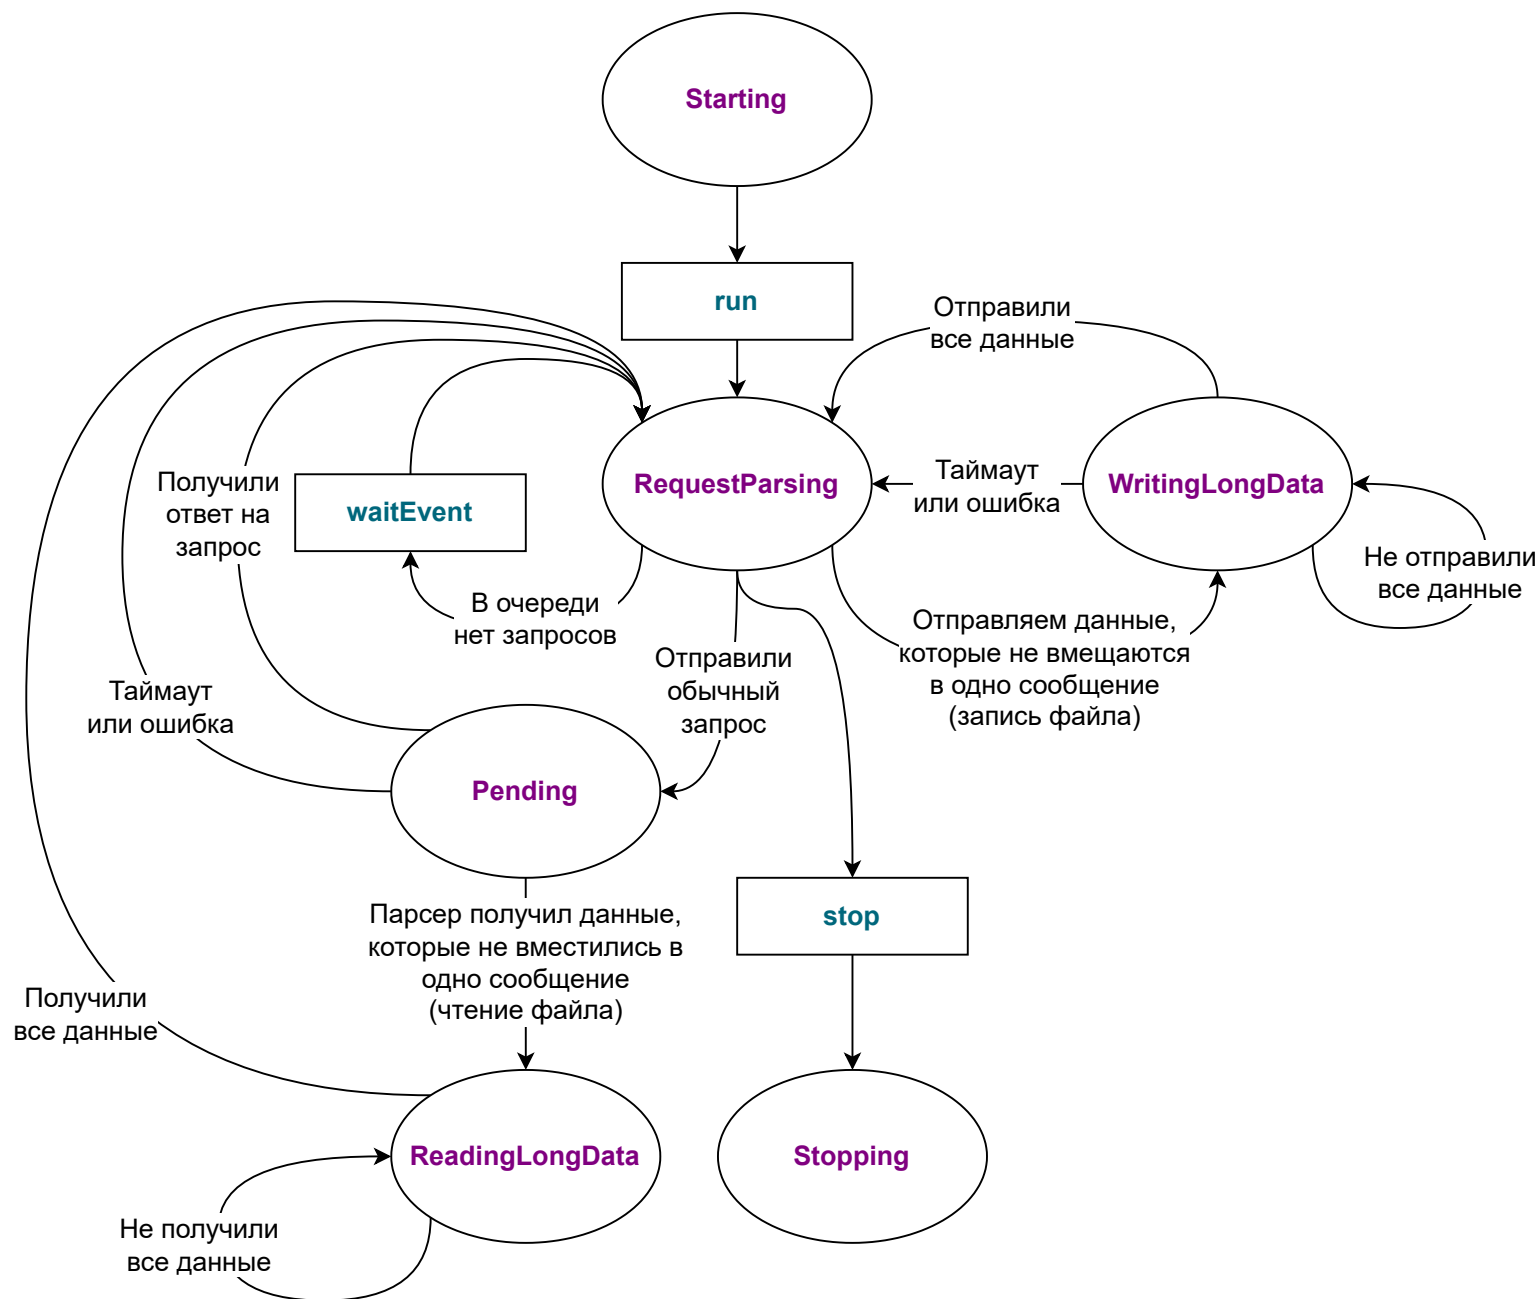 Starting
run
Отправили
все данные
Получили
ответ на
запрос
waitEvent
RequestParsing
Таймаут
или ошибка
WritingLongData
Не отправили
все данные
В очереди
нет запросов
Отправили
обычный
запрос
Отправляем данные,
которые не вмещаются
в одно сообщение
(запись файла)
Таймаут
или ошибка
Pending
Парсер получил данные,
которые не вместились в
одно сообщение
(чтение файла)
stop
Получили
все данные
ReadingLongData
Stopping
Не получили
все данные